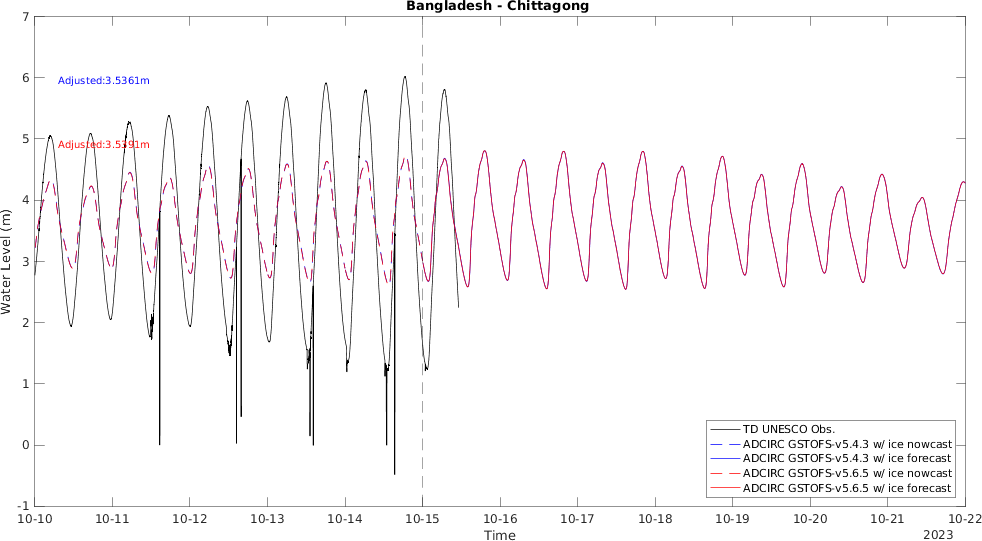 Bangladesh - Chittagong
7
6
5
4
3
2
1
0
-1
Water Level (m)
Adjusted:3.5361m
Adjusted:3.5391m
TD UNESCO Obs.
ADCIRC GSTOFS-v5.4.3 w/ ice nowcast
ADCIRC GSTOFS-v5.4.3 w/ ice forecast
ADCIRC GSTOFS-v5.6.5 w/ ice nowcast
ADCIRC GSTOFS-v5.6.5 w/ ice forecast
10-10 10-11 10-12 10-13 10-14 10-15 10-16 10-17 10-18 10-19 10-20 10-21 10-22
Time
2023